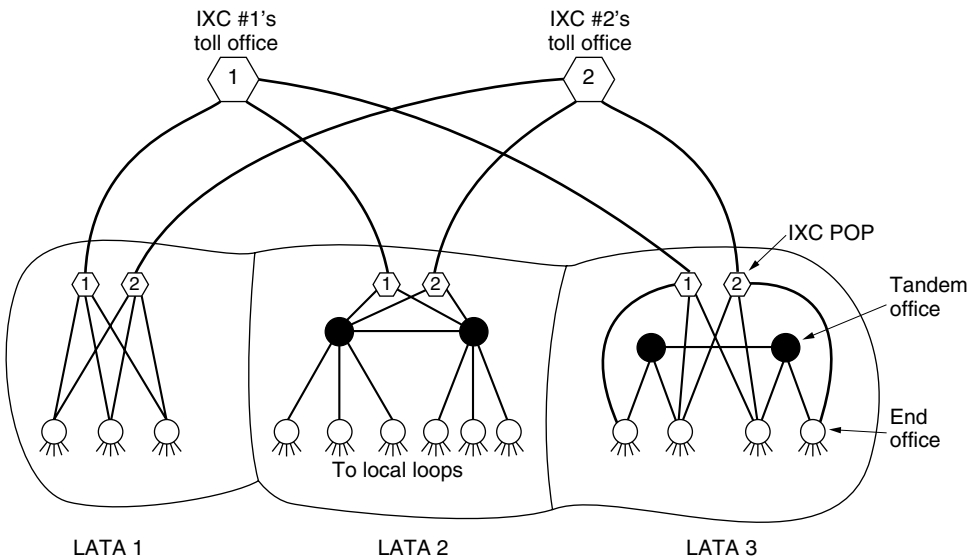 IXC #1's
toll office
IXC #2's
toll office
1
2
IXC POP
1
2
1
2
1
2
Tandem
office
End
office
To local loops
LATA 1
LATA 2
LATA 3